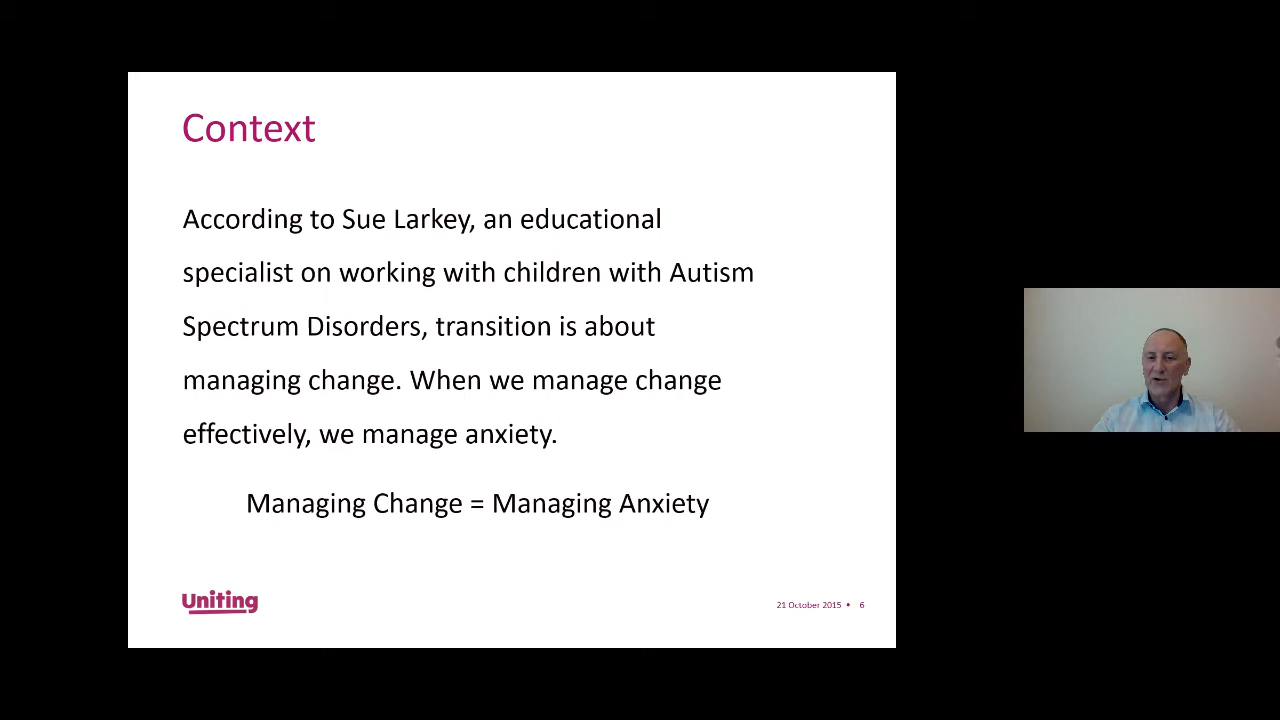 Context
According to Sue Larkey, an educational
specialist on working with children with Autism
Spectrum Disorders, transition is about
managing change. When we manage change
effectively, we manage anxiety.
Managing Change = Managing Anxiety
Uniting
21 October 2015 • 6